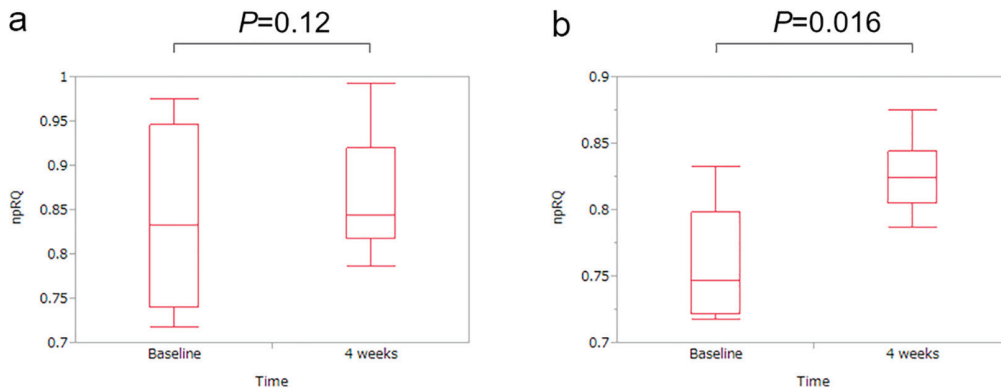 a
P=0.12
1
0.95
0.9
0.85
0.8
0.75
0.7
npRQ
Baseline
4 weeks
Time
b
P=0.016
0.9
0.85
0.8
0.75
0.7
npRQ
Baseline
4 weeks
Time